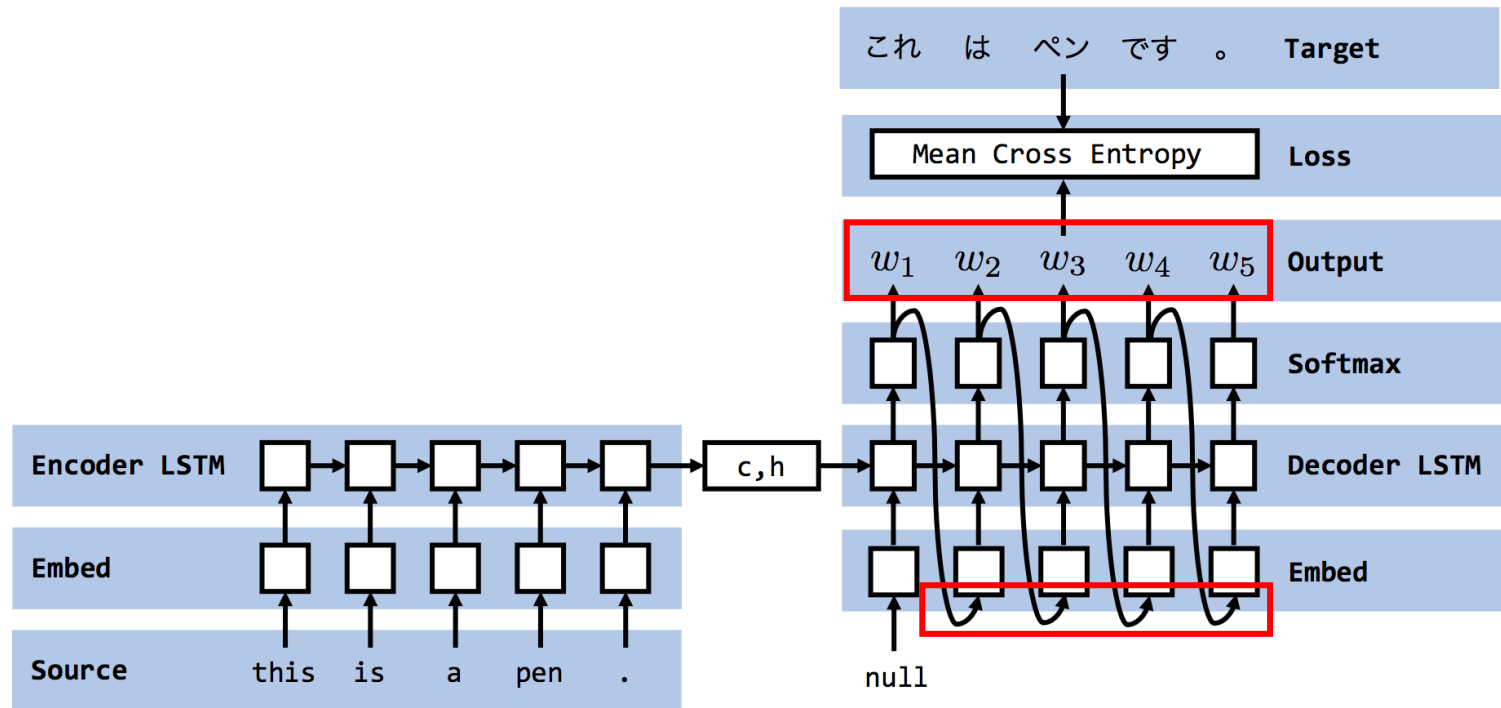 これ は ペン です 。 Target
Mean Cross Entropy Loss
w1 w2 w3 w4 w5 Output
Softmax
Encoder LSTM c,h Decoder LSTM
Embed Embed
Source this is a pen . null